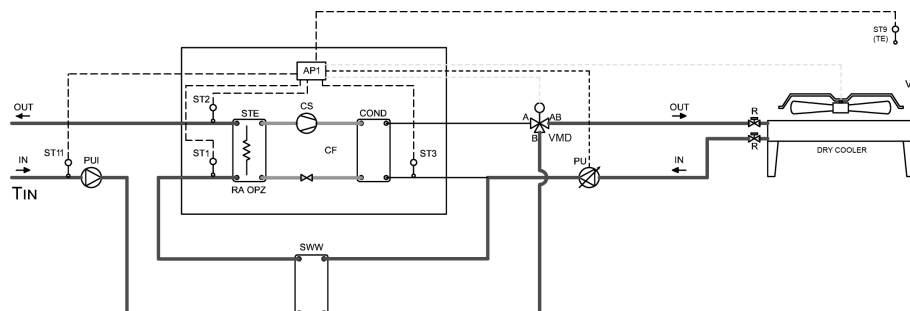 ST9
(TE)
AP1
V
OUT
ST2
STE
CS
COND
A
AB
OUT
R
B
VMD
IN
ST11
PUI
ST1
CF
ST3
PU
IN
R
DRY COOLER
TIN
RA OPZ
SWW